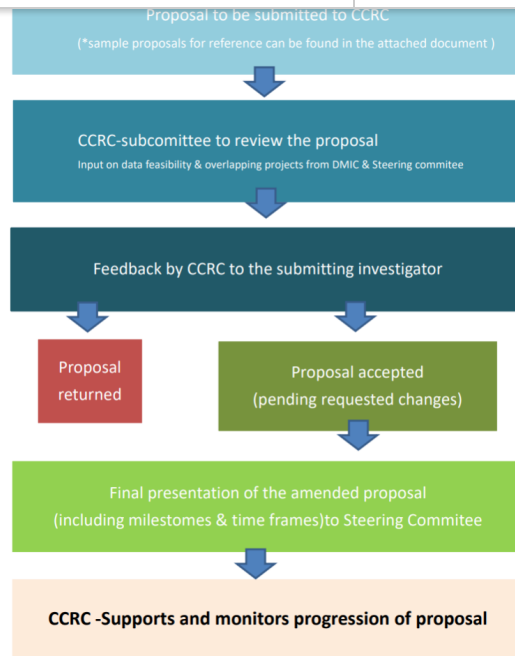 Proposal to be submitted to CCRC
(*sample proposals for reference can be found in the attached document )
CCRC-subcomittee to review the proposal
Input on data feasibility & overlapping projects from DMIC & Steering commitee
Feedback by CCRC to the submitting investigator
Proposal
returned
Proposal accepted
(pending requested changes)
Final presentation of the amended proposal
(including milestomes & time frames)to Steering Commitee
CCRC -Supports and monitors progression of proposal